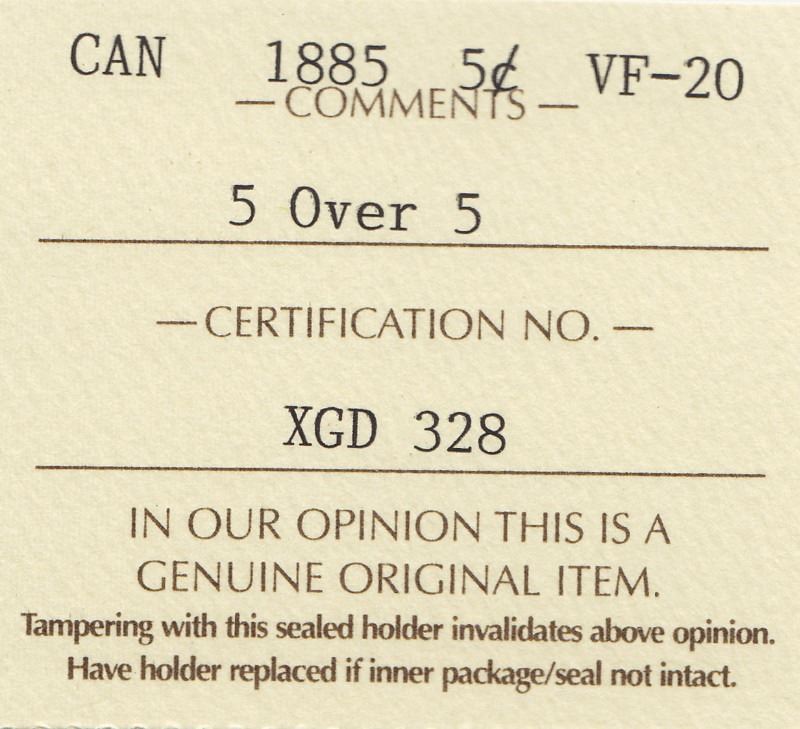 CAN 1885 5¢ VF-20
—COMMENTS—
5 Over 5
—CERTIFICATION NO.—
XGD 328
IN OUR OPINION THIS IS A
GENUINE ORIGINAL ITEM.
Tampering with this sealed holder invalidates above opinion.
Have holder replaced if inner package/seal not intact.